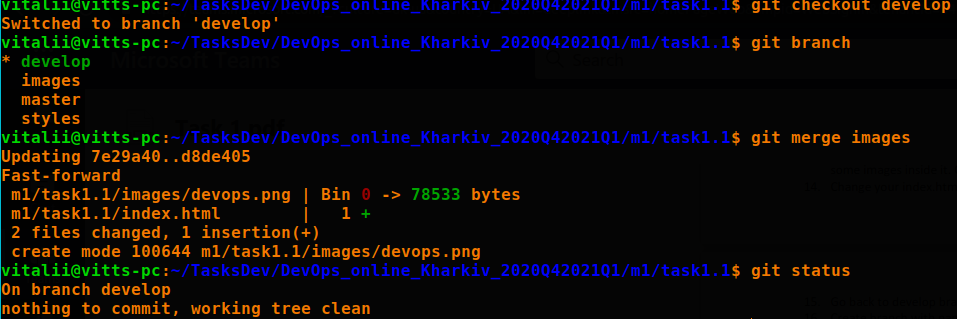 vitalii@vitts-pc:~/TasksDev/DevOps_online_Kharkiv_2020Q42021Q1/m1/task1.1$ git checkout develop
Switched to branch 'develop'
vitalii@vitts-pc:~/TasksDev/DevOps_online_Kharkiv_2020Q42021Q1/m1/task1.1$ git branch
* develop
  images
  master
  styles
vitalii@vitts-pc:~/TasksDev/DevOps_online_Kharkiv_2020Q42021Q1/m1/task1.1$ git merge images
Updating 7e29a40..d8de405
Fast-forward
 m1/task1.1/images/devops.png | Bin 0 -> 78533 bytes
 m1/task1.1/index.html        |   1 +
 2 files changed, 1 insertion(+)
 create mode 100644 m1/task1.1/images/devops.png
vitalii@vitts-pc:~/TasksDev/DevOps_online_Kharkiv_2020Q42021Q1/m1/task1.1$ git status
On branch develop
nothing to commit, working tree clean